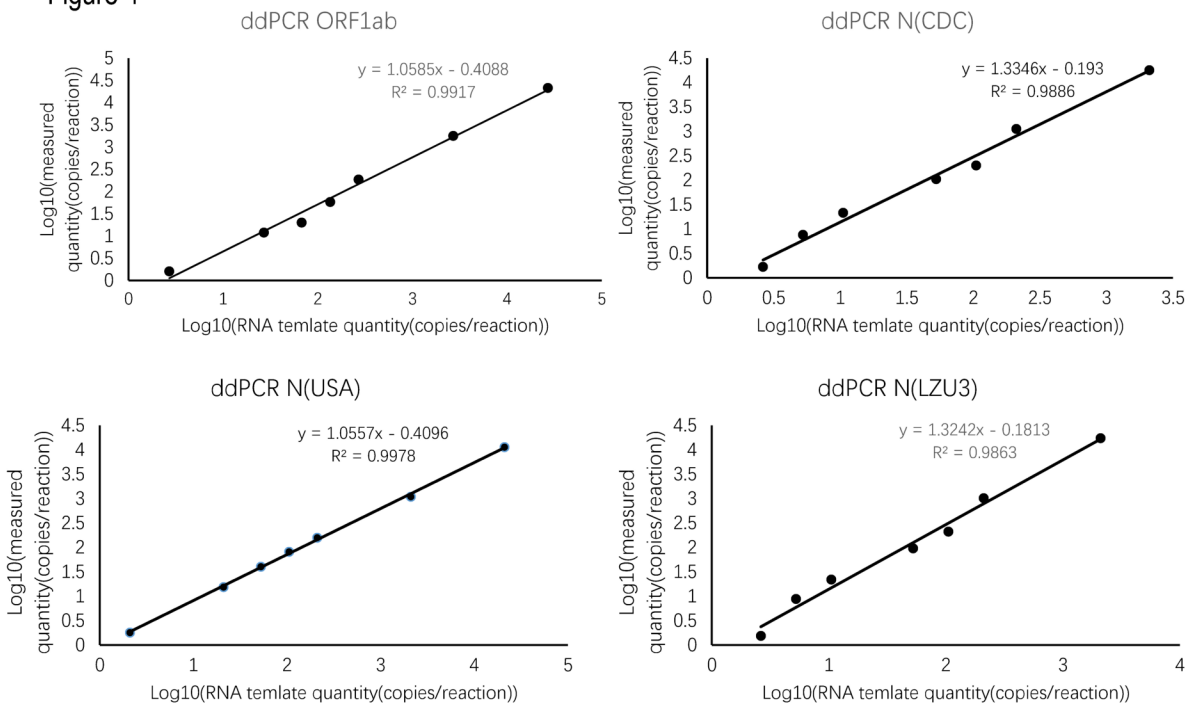 ddPCR ORF1ab
y = 1.0585x - 0.4088
R² = 0.9917
Log10(measured
quantity(copies/reaction))
5
4.5
4
3.5
3
2.5
2
1.5
1
0.5
0
0 1 2 3 4 5
Log10(RNA temlate quantity(copies/reaction))
ddPCR N(CDC)
y = 1.3346x - 0.193
R² = 0.9886
Log10(measured
quantity(copies/reaction))
4.5
4
3.5
3
2.5
2
1.5
1
0.5
0
0 0.5 1 1.5 2 2.5 3 3.5
Log10(RNA temlate quantity(copies/reaction))
ddPCR N(USA)
y = 1.0557x - 0.4096
R² = 0.9978
Log10(measured
quantity(copies/reaction))
4.5
4
3.5
3
2.5
2
1.5
1
0.5
0
0 1 2 3 4 5
Log10(RNA temlate quantity(copies/reaction))
ddPCR N(LZU3)
y = 1.3242x - 0.1813
R² = 0.9863
Log10(measured
quantity(copies/reaction))
4.5
4
3.5
3
2.5
2
1.5
1
0.5
0
0 1 2 3 4
Log10(RNA temlate quantity(copies/reaction))